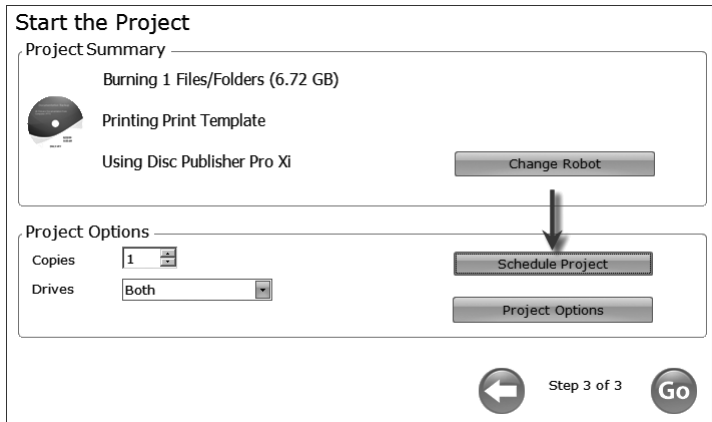 Start the Project
Project Summary
Burning 1 Files/Folders (6.72 GB)
Printing Print Template
Using Disc Publisher Pro Xi
Change Robot
Project Options
Copies 1
Schedule Project
Drives Both
Project Options
Step 3 of 3
Go